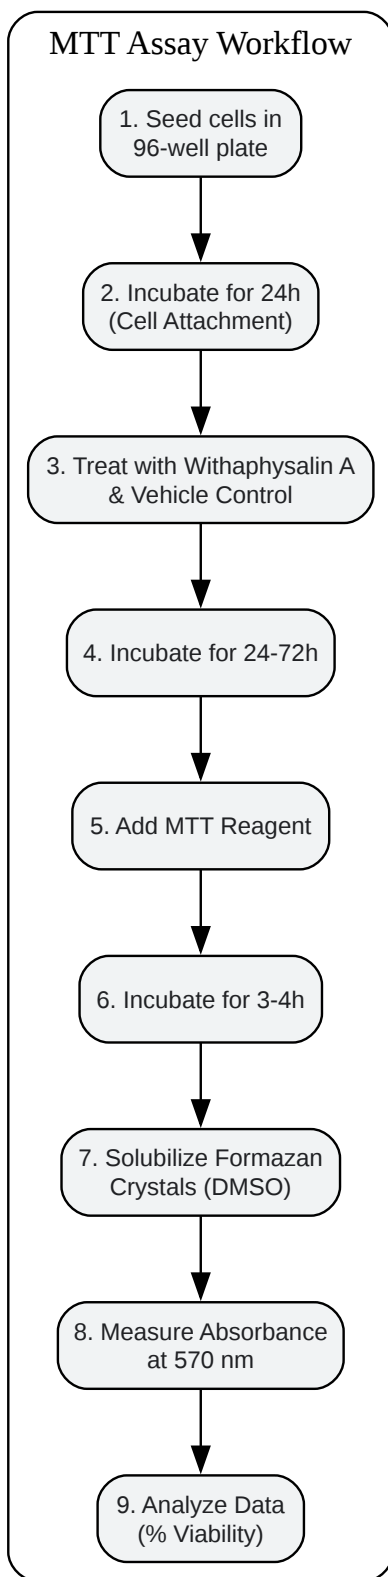 MTT Assay Workflow
1. Seed cells in
96-well plate
2. Incubate for 24h
(Cell Attachment)
3. Treat with Withaphysalin A
& Vehicle Control
4. Incubate for 24-72h
5. Add MTT Reagent
6. Incubate for 3-4h
7. Solubilize Formazan
Crystals (DMSO)
8. Measure Absorbance
at 570 nm
9. Analyze Data
(% Viability)